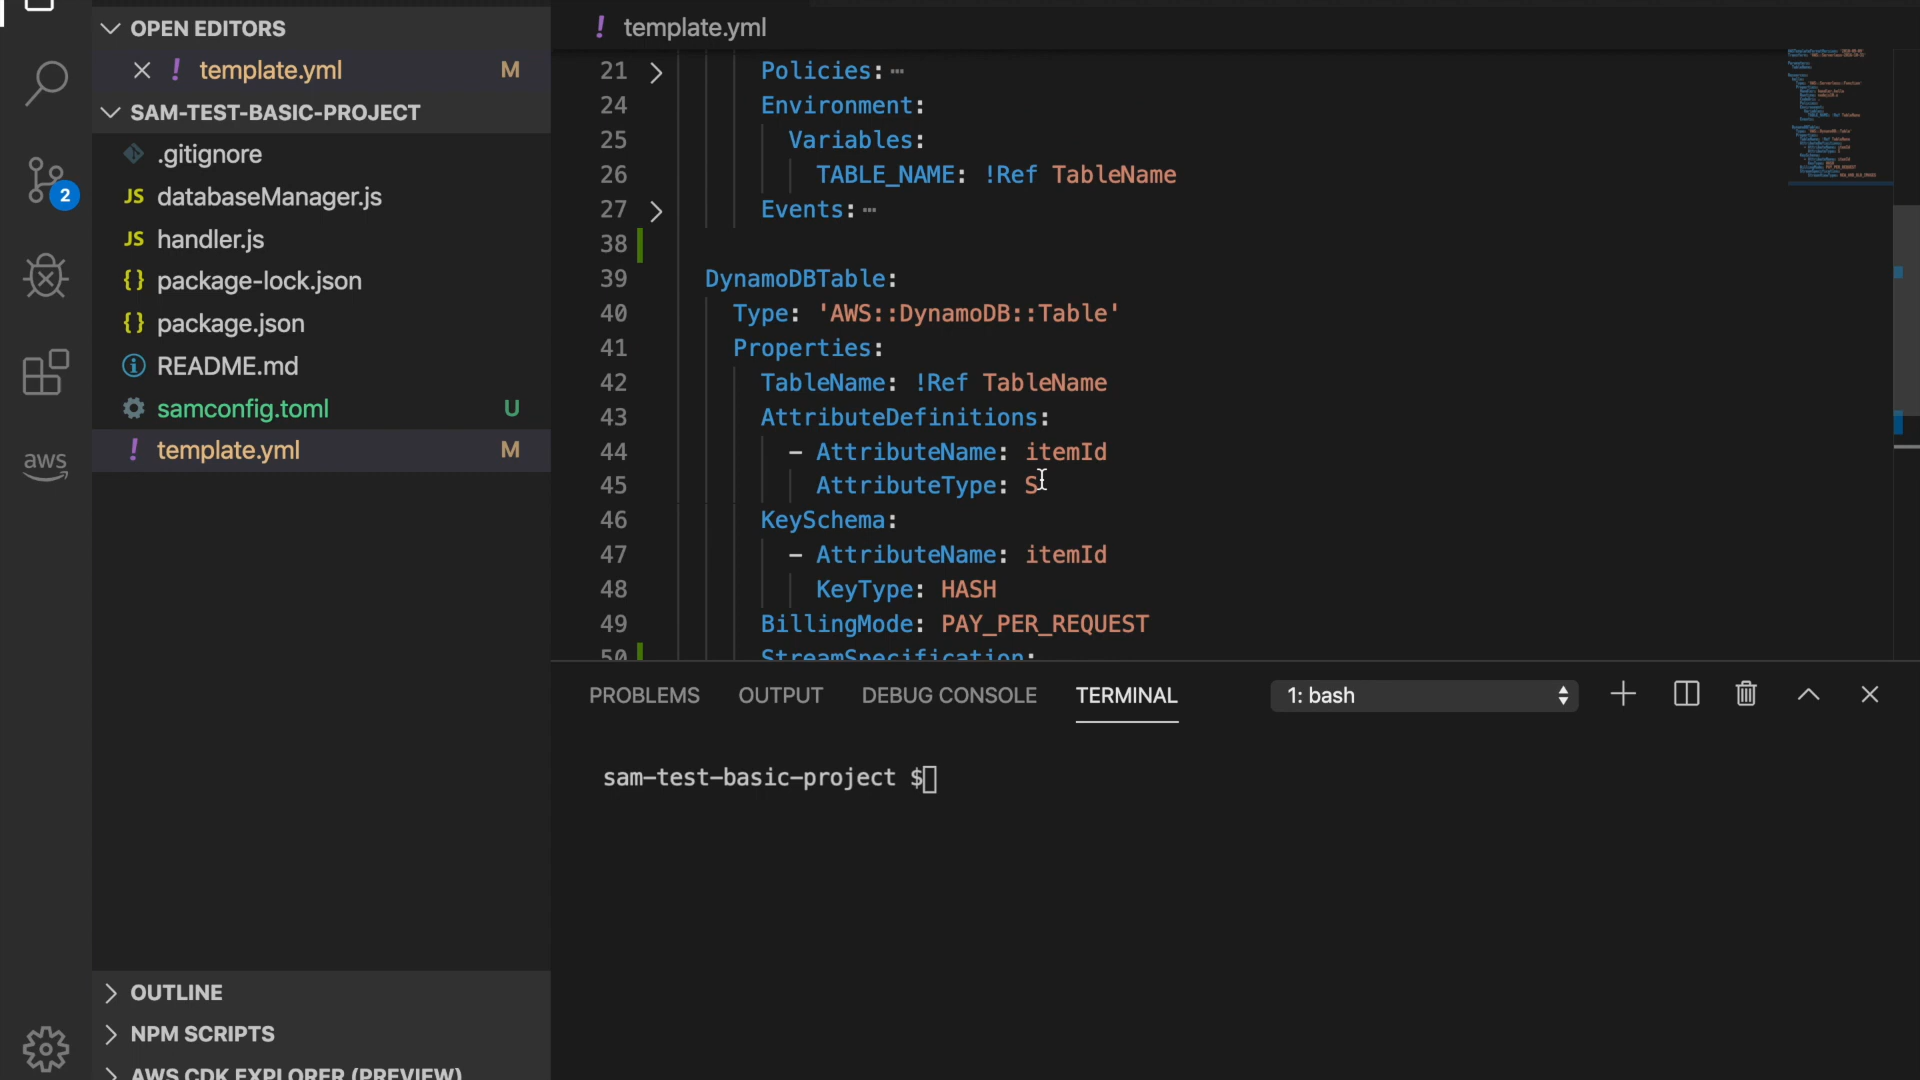 OPEN EDITORS
template.yml M
SAM-TEST-BASIC-PROJECT
.gitignore
JS databaseManager.js
JS handler.js
{} package-lock.json
{} package.json
README.md
samconfig.toml U
! template.yml M
OUTLINE
NPM SCRIPTS
AWS CDK EXPLORER (PREVIEW)
2
aws
! template.yml
21 Policies: …
24 Environment:
25 Variables:
26 TABLE_NAME: !Ref TableName
27 Events: …
38
39 DynamoDBTable:
40 Type: 'AWS::DynamoDB::Table'
41 Properties:
42 TableName: !Ref TableName
43 AttributeDefinitions:
44 - AttributeName: itemId
45 AttributeType: S
46 KeySchema:
47 - AttributeName: itemId
48 KeyType: HASH
49 BillingMode: PAY_PER_REQUEST
50 StreamSpecification:
PROBLEMS OUTPUT DEBUG CONSOLE TERMINAL 1: bash
sam-test-basic-project $